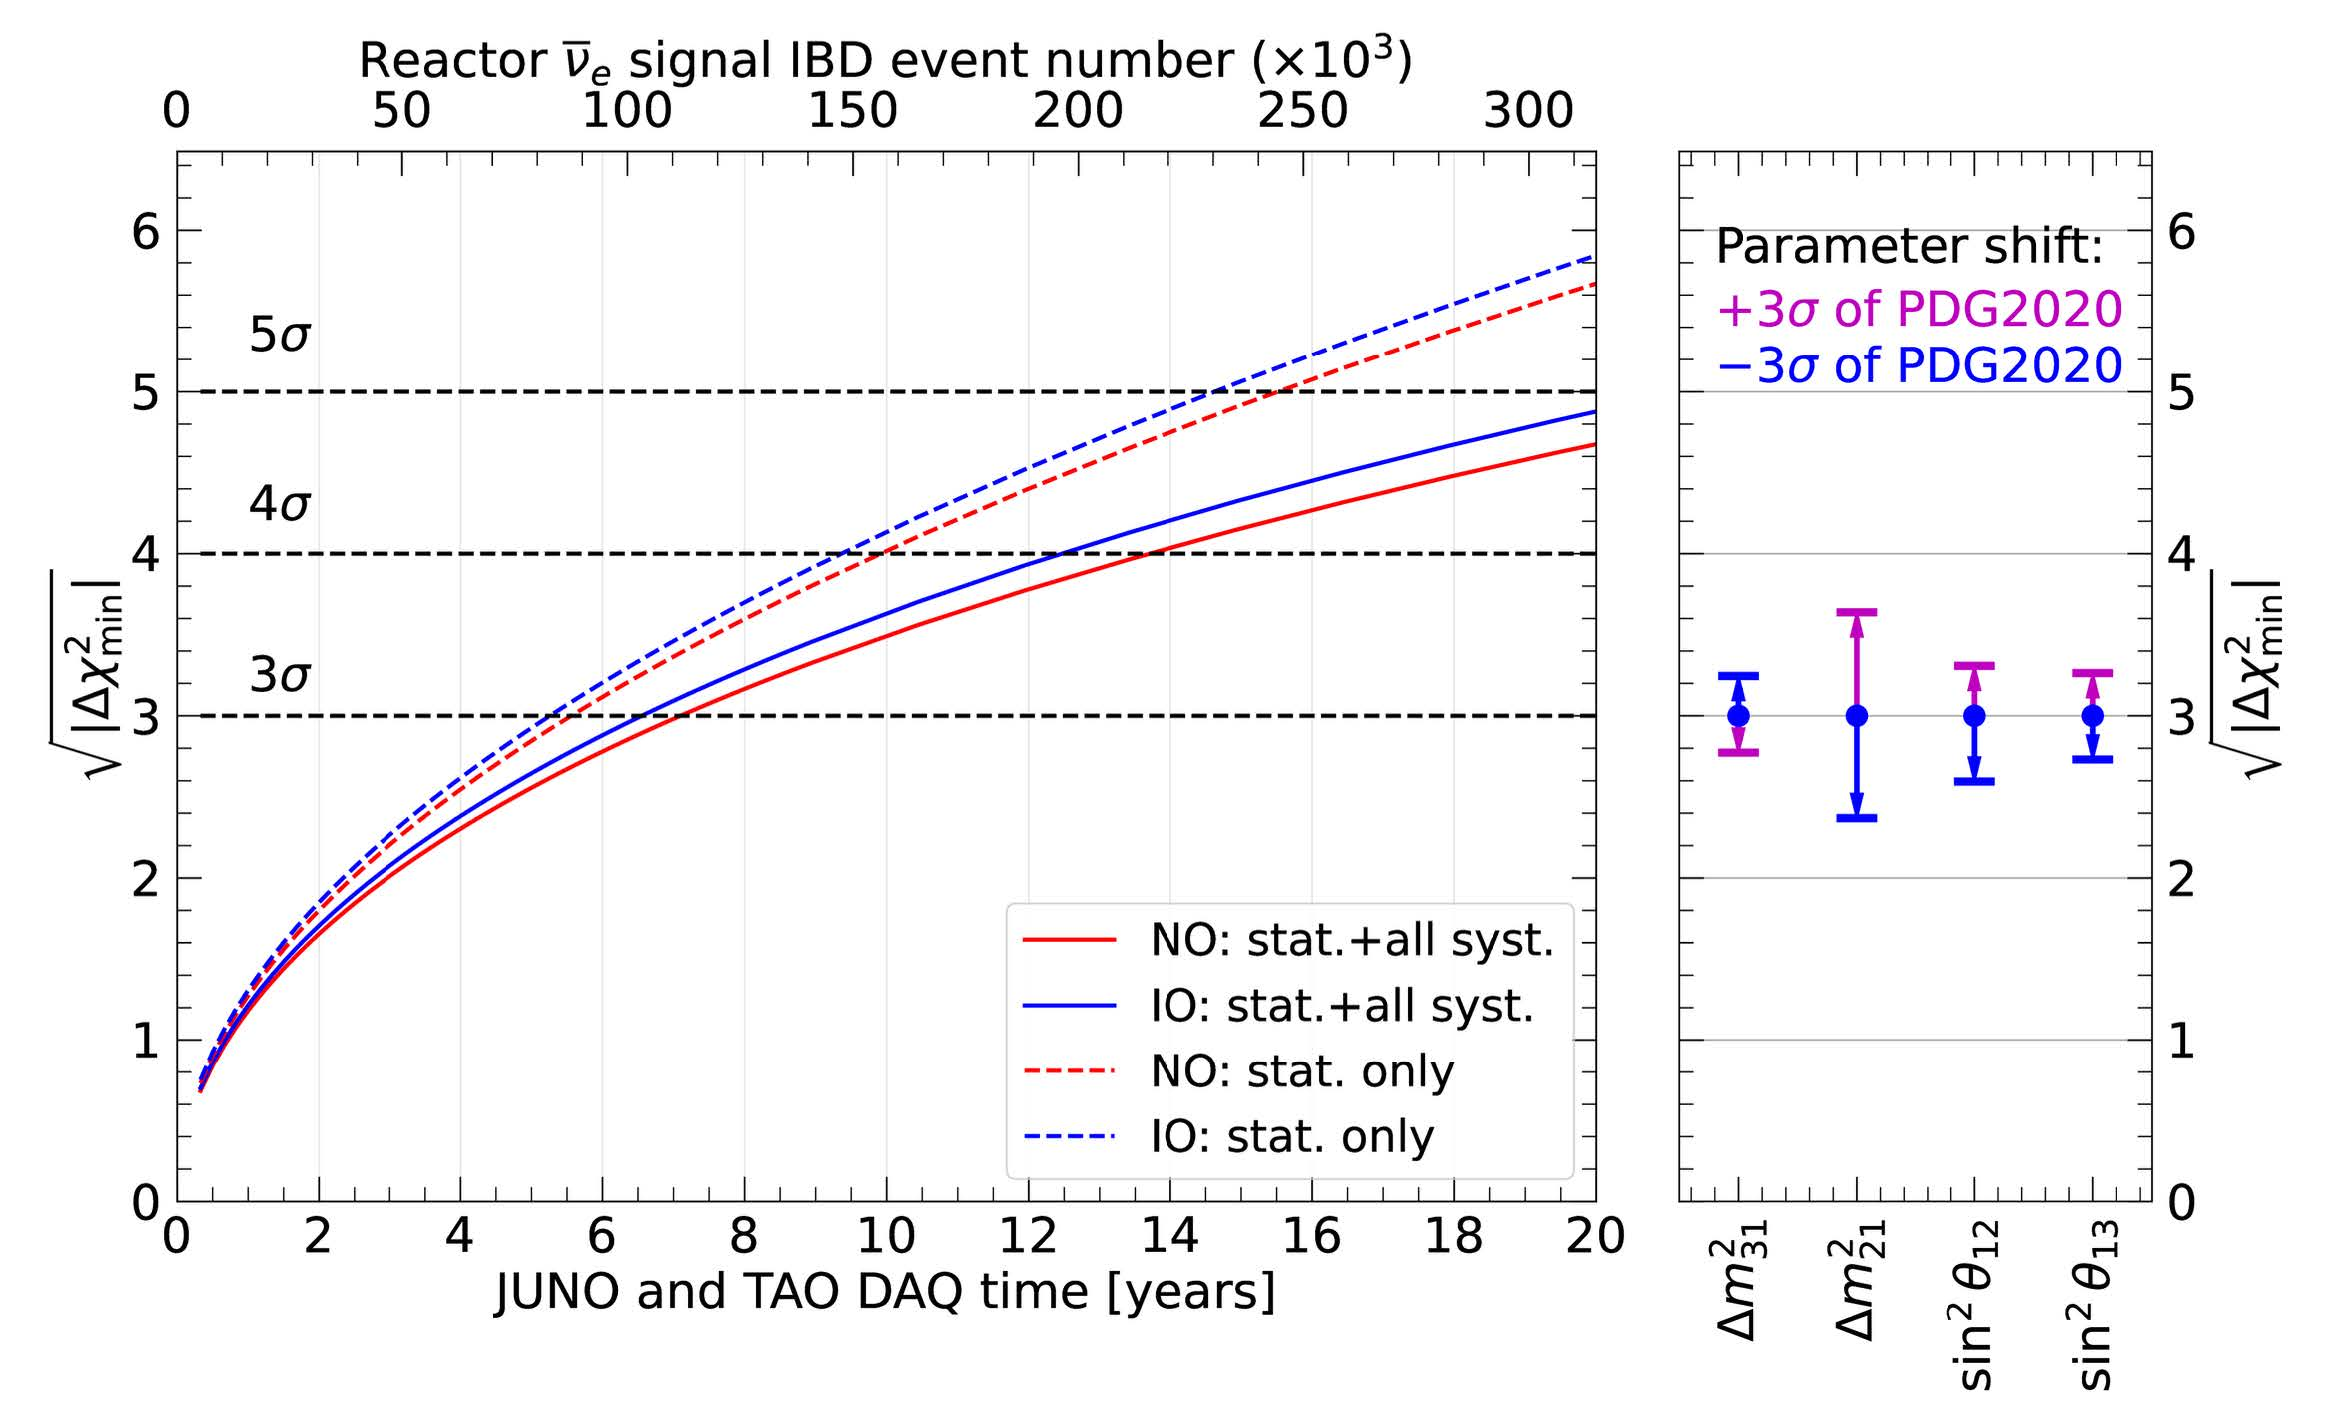 Reactor ν̅ₑ signal IBD event number (×10³)
0 50 100 150 200 250 300
6
5σ
5
4σ
4
3σ
3
2
1
0
√|Δχ²min|
NO: stat.+all syst.
IO: stat.+all syst.
NO: stat. only
IO: stat. only
0 2 4 6 8 10 12 14 16 18 20
JUNO and TAO DAQ time [years]
Parameter shift:
+3σ of PDG2020
−3σ of PDG2020
6
5
4
3
2
1
0
√|Δχ²min|
Δm²₃₁
Δm²₂₁
sin² θ₁₂
sin² θ₁₃